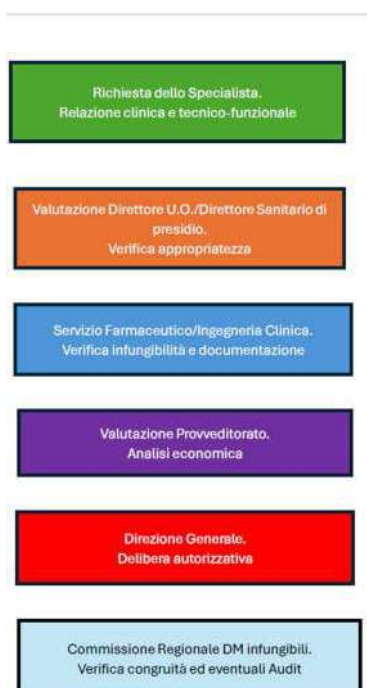 Richiesta dello Specialista.
Relazione clinica e tecnico-funzionale
Valutazione Direttore U.O./Direttore Sanitario di
presidio.
Verifica appropriatezza
Servizio Farmaceutico/Ingegneria Clinica.
Verifica infungibilità e documentazione
Valutazione Provveditorato.
Analisi economica
Direzione Generale.
Delibera autorizzativa
Commissione Regionale DM infungibili.
Verifica congruità ed eventuali Audit